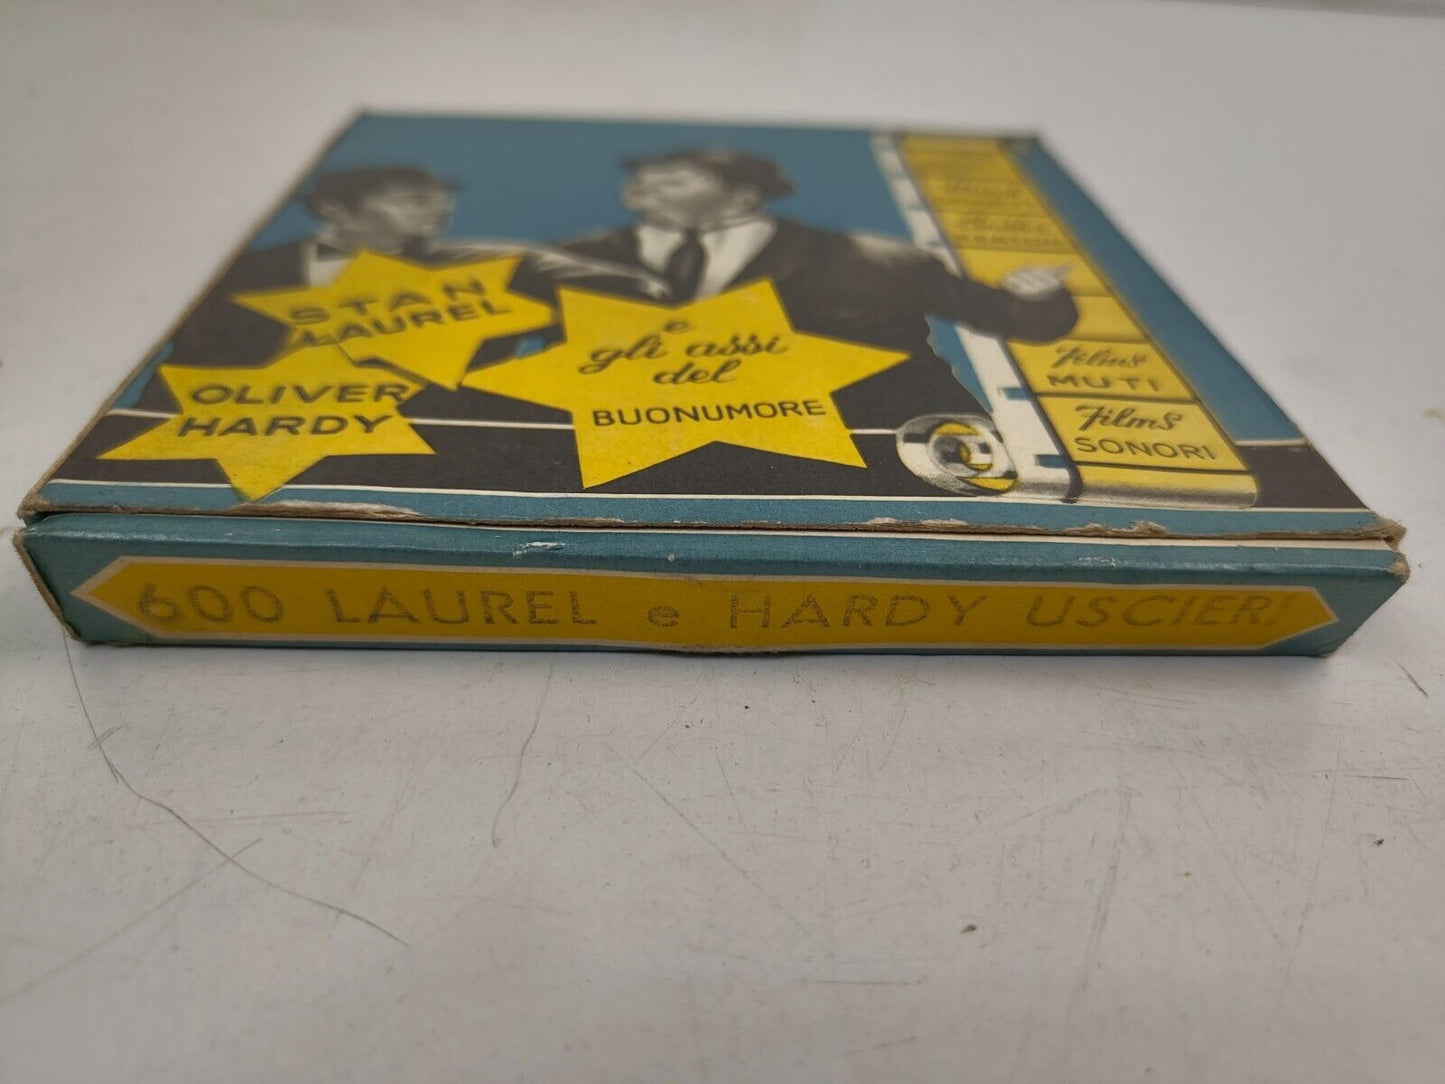 STAN
LAUREL
OLIVER
HARDY
e
gli assi
del
BUONUMORE
Films
MUTI
Films
SONORI
600 LAUREL e HARDY USCIERI